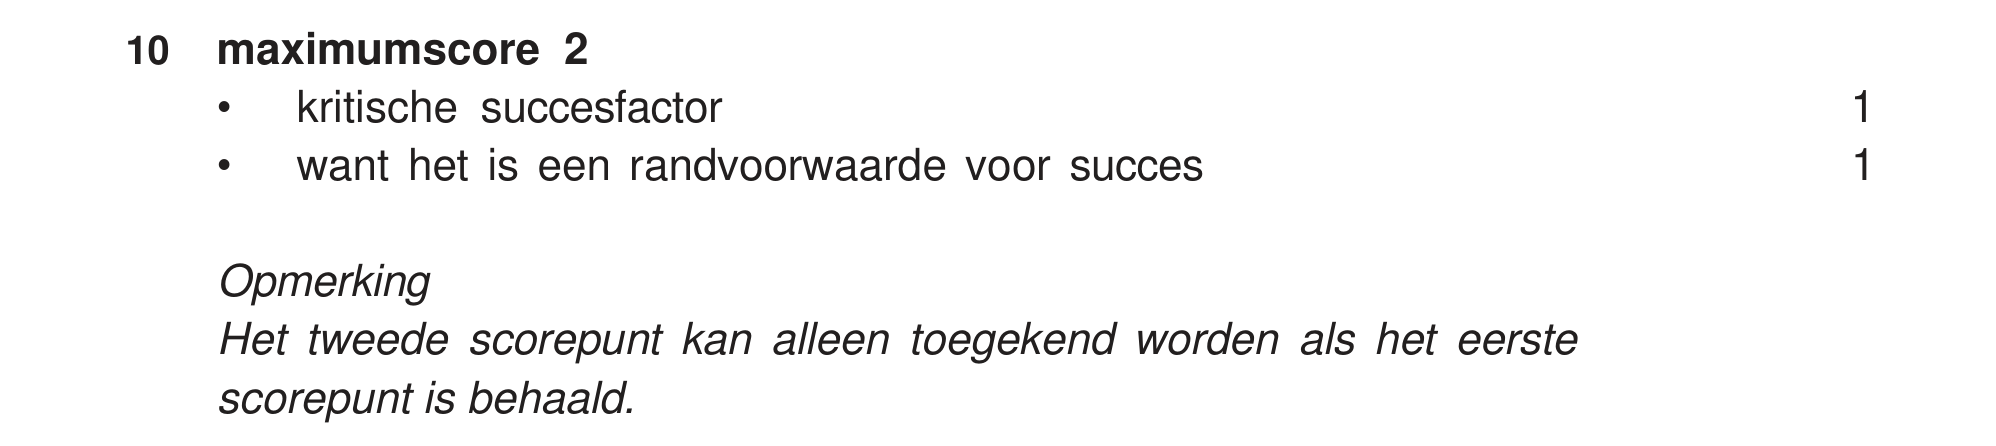 10 maximumscore 2
• kritische succesfactor 1
• want het is een randvoorwaarde voor succes 1
Opmerking
Het tweede scorepunt kan alleen toegekend worden als het eerste
scorepunt is behaald.